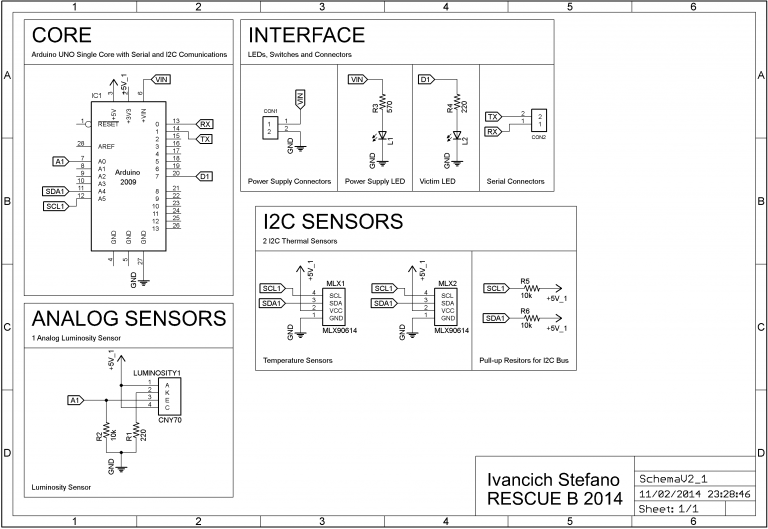 1 2 3 4 5 6
A
B
C
D
CORE
Arduino UNO Single Core with Serial and I2C Comunications
VIN
+5V_1
3 2 6
IC1
+5V +3V3 +VIN
1 RESET
28 AREF
A1 7 A0
8 A1
9 A2
10 A3
SDA1 11 A4
SCL1 12 A5
Arduino
2009
0 13 RX
1 14 TX
2 15
3 16
4 17
5 18
6 19
7 20 D1
8 21
9 22
10 23
11 24
12 25
13 26
GND GND GND
4 5 27
GND
INTERFACE
LEDs, Switches and Connectors
VIN
CON1
1 1
2 2
GND
Power Supply Connectors
VIN
R3
570
L1
GND
Power Supply LED
D1
R4
220
L2
GND
Victim LED
TX 2 2
RX 1 1
CON2
Serial Connectors
I2C SENSORS
2 I2C Thermal Sensors
+5V_1
MLX1
SCL1 4 SCL
SDA1 3 SDA
2 VCC
1 GND
MLX90614
GND
+5V_1
MLX2
SCL1 4 SCL
SDA1 3 SDA
2 VCC
1 GND
MLX90614
GND
Temperature Sensors
SCL1 R5
10k +5V_1
SDA1 R6
10k +5V_1
Pull-up Resitors for I2C Bus
ANALOG SENSORS
1 Analog Luminosity Sensor
+5V_1
LUMINOSITY1
1 A
2 K
3 E
4 C
CNY70
A1
R2
10k
R1
220
GND
Luminosity Sensor
Ivancich Stefano
RESCUE B 2014
SchemaV2_1
11/02/2014 23:28:46
Sheet: 1/1
A
B
C
D
1 2 3 4 5 6